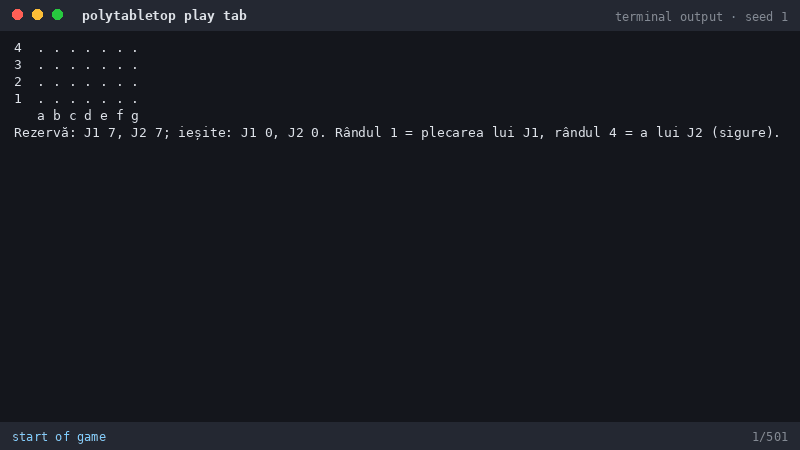 polytabletop play tab
terminal output · seed 1
4 . . . . . . .
3 . . . . . . .
2 . . . . . . .
1 . . . . . . .
a b c d e f g
Rezervă: J1 7, J2 7; ieșite: J1 0, J2 0. Rândul 1 = plecarea lui J1, rândul 4 = a lui J2 (sigure).
start of game
1/501